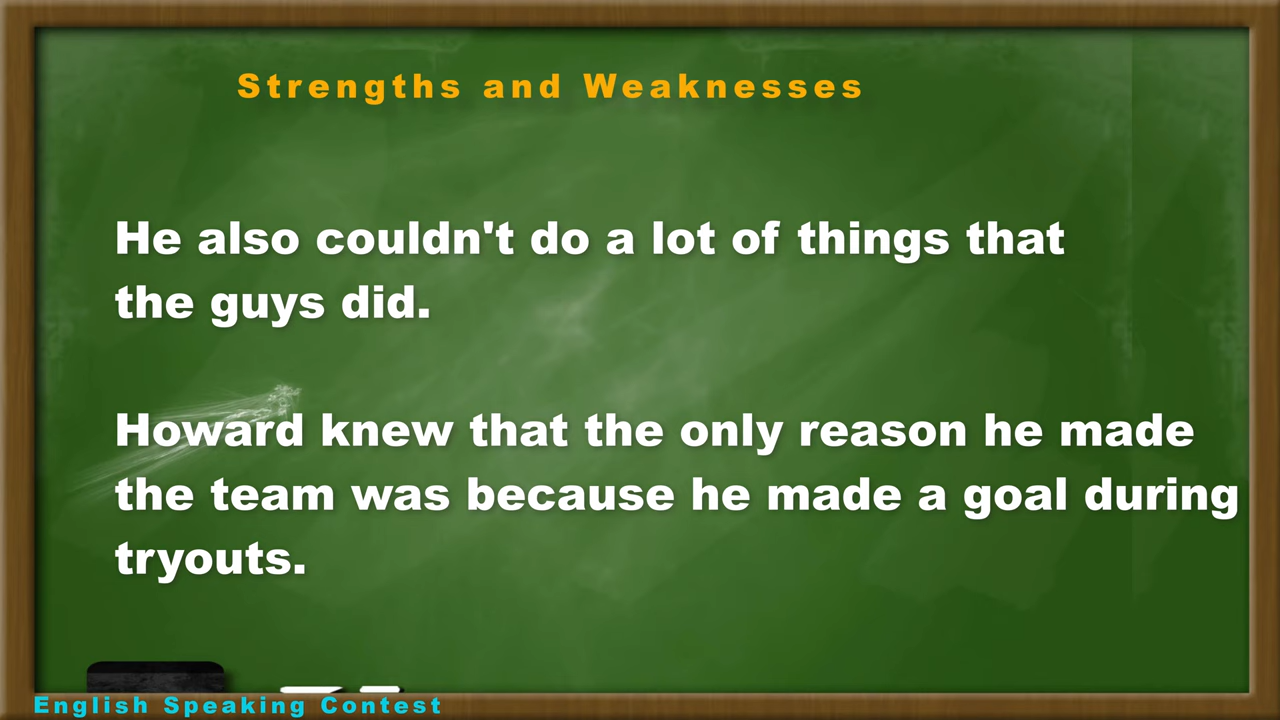 Strengths and Weaknesses
He also couldn't do a lot of things that
the guys did.
Howard knew that the only reason he made
the team was because he made a goal during
tryouts.
English Speaking Contest